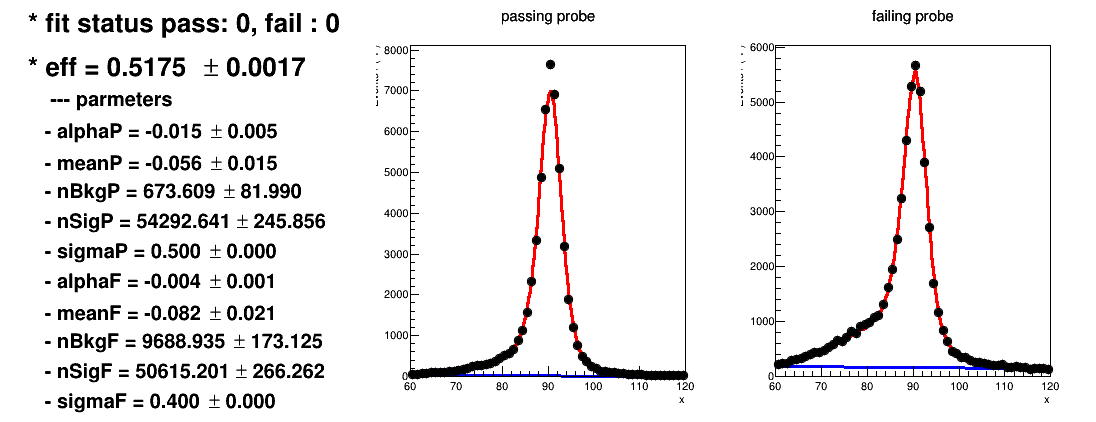 * fit status pass: 0, fail : 0
* eff = 0.5175 ± 0.0017
--- parmeters
- alphaP = -0.015 ± 0.005
- meanP = -0.056 ± 0.015
- nBkgP = 673.609 ± 81.990
- nSigP = 54292.641 ± 245.856
- sigmaP = 0.500 ± 0.000
- alphaF = -0.004 ± 0.001
- meanF = -0.082 ± 0.021
- nBkgF = 9688.935 ± 173.125
- nSigF = 50615.201 ± 266.262
- sigmaF = 0.400 ± 0.000
passing probe
8000
7000
6000
5000
4000
3000
2000
1000
0
60 70 80 90 100 110 120
x
failing probe
6000
5000
4000
3000
2000
1000
0
60 70 80 90 100 110 120
x